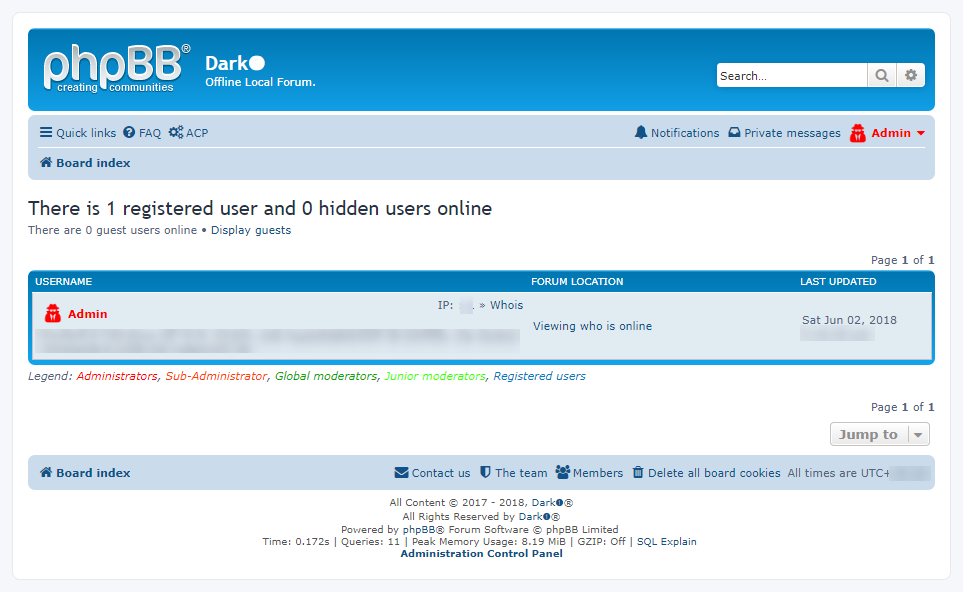 phpBB®
creating communities
Dark
Offline Local Forum.
Search...
Quick links FAQ ACP
Notifications Private messages Admin
Board index
There is 1 registered user and 0 hidden users online
There are 0 guest users online • Display guests
Page 1 of 1
USERNAME FORUM LOCATION LAST UPDATED
Admin IP: » Whois
Viewing who is online
Sat Jun 02, 2018
Legend: Administrators, Sub-Administrator, Global moderators, Junior moderators, Registered users
Page 1 of 1
Jump to
Board index Contact us The team Members Delete all board cookies All times are UTC+
All Content © 2017 - 2018, Dark®
All Rights Reserved by Dark®
Powered by phpBB® Forum Software © phpBB Limited
Time: 0.172s | Queries: 11 | Peak Memory Usage: 8.19 MiB | GZIP: Off | SQL Explain
Administration Control Panel